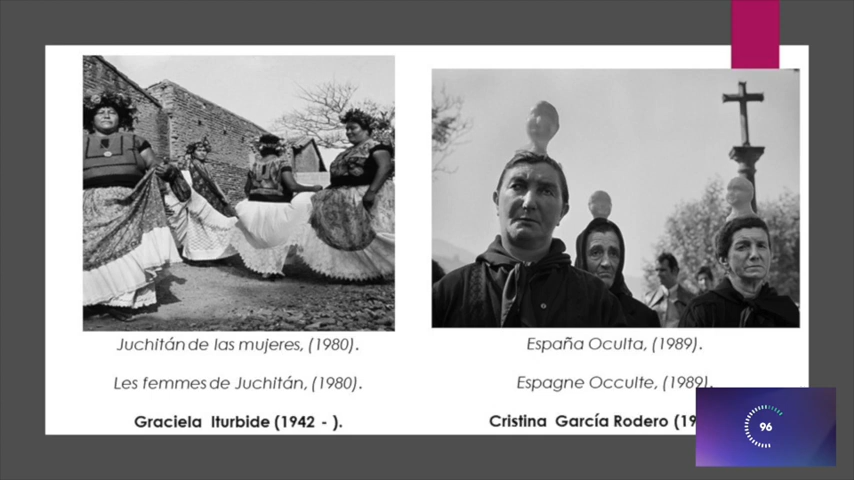 Juchitán de las mujeres, (1980).
Les femmes de Juchitán, (1980).
Graciela Iturbide (1942 - ).
España Oculta, (1989).
Espagne Occulte, (1989).
Cristina García Rodero (19
96